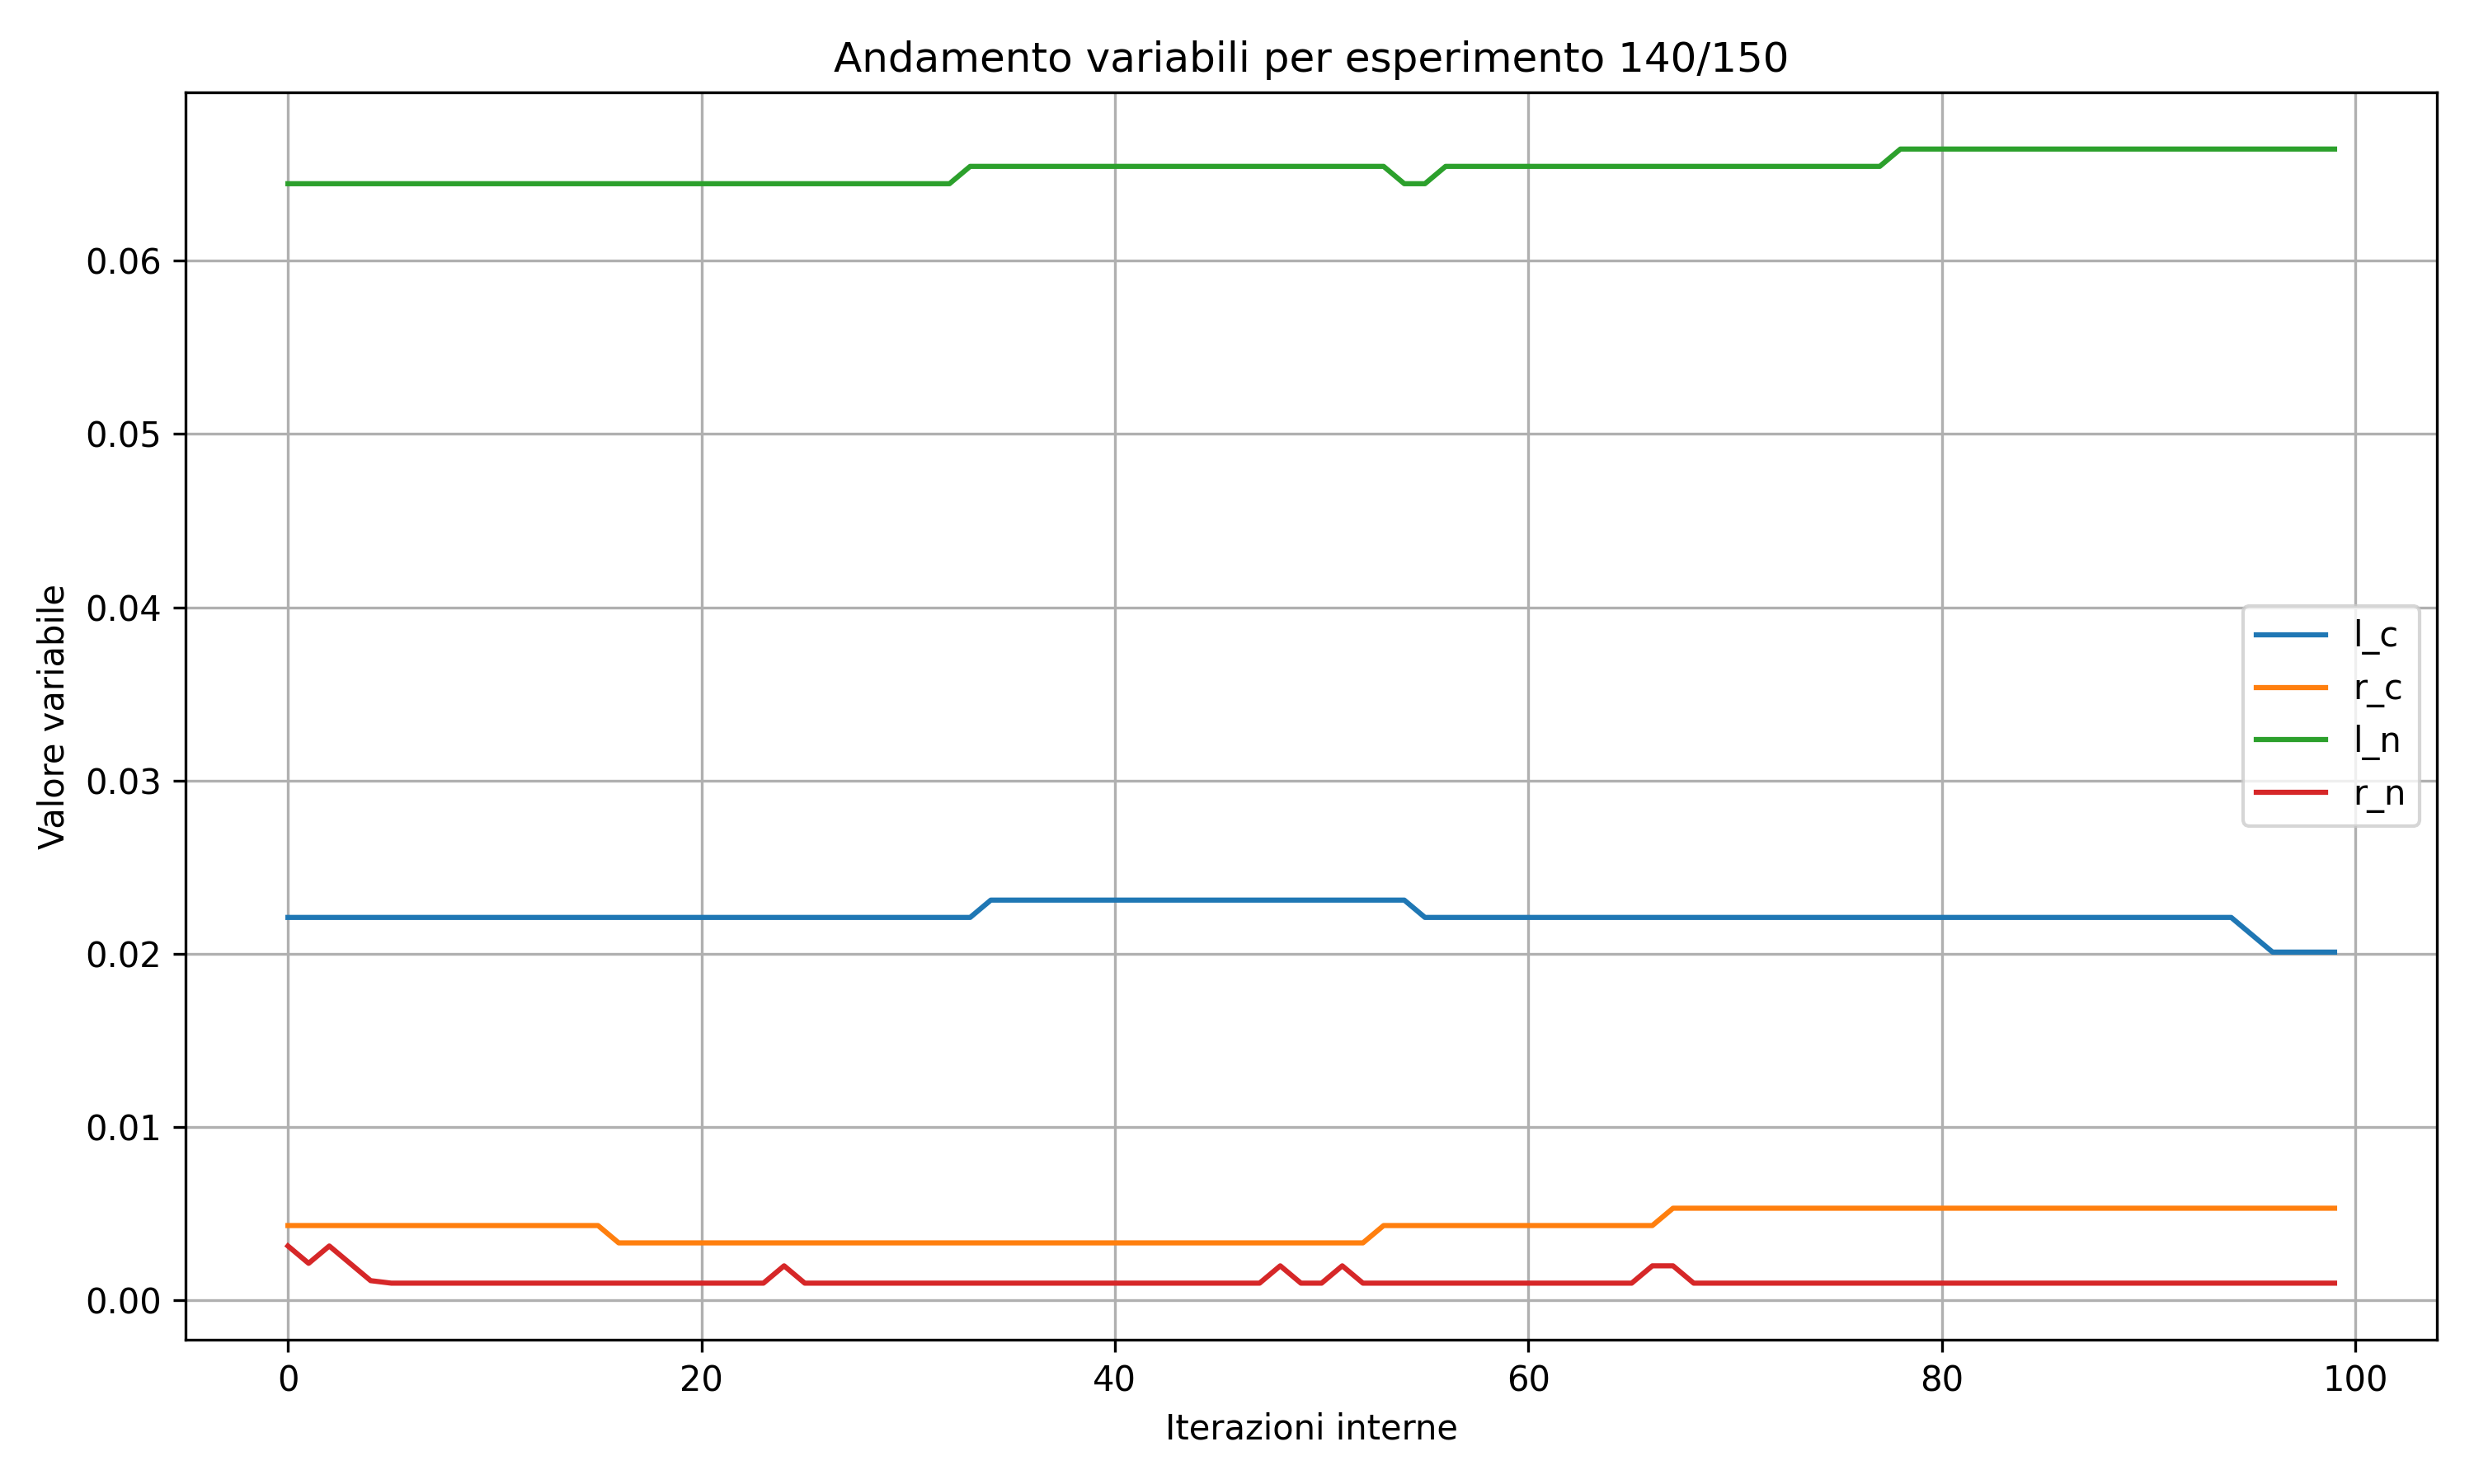 Andamento variabili per esperimento 140/150
Valore variabile
0.06
0.05
0.04
0.03
0.02
0.01
0.00
l_c
r_c
l_n
r_n
0 20 40 60 80 100
Iterazioni interne